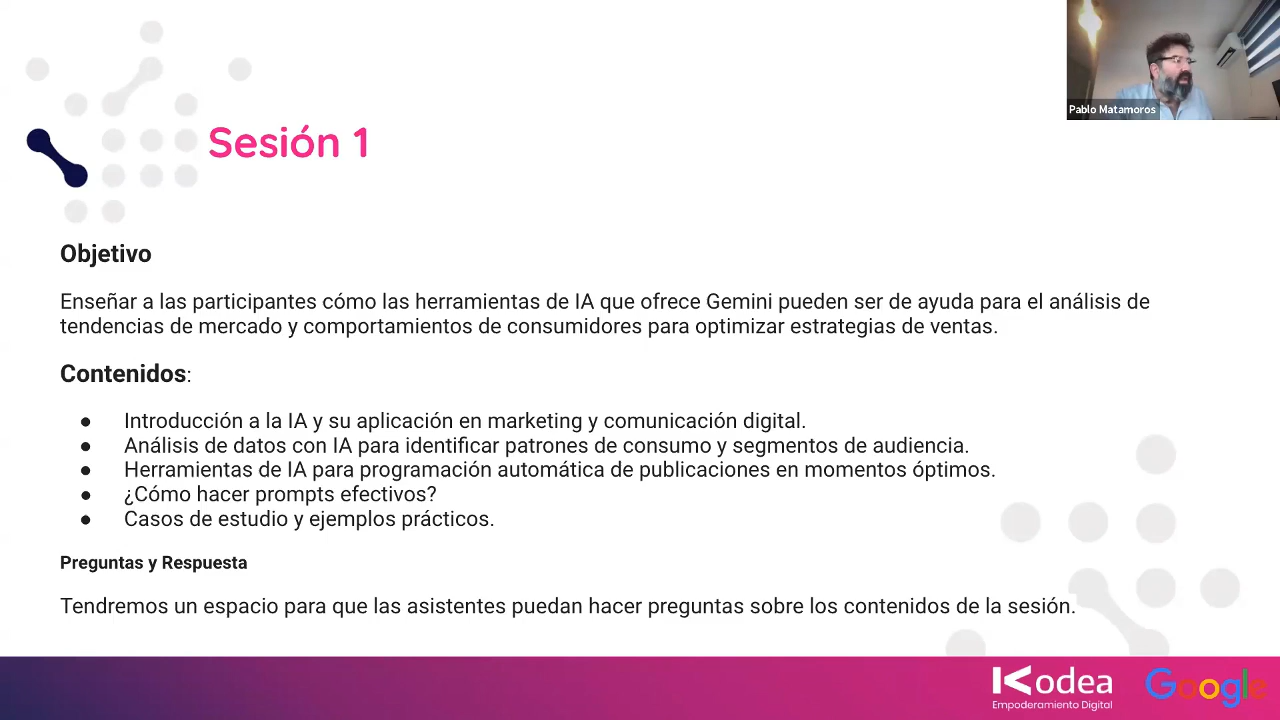 Pablo Matamoros
Sesión 1
Objetivo
Enseñar a las participantes cómo las herramientas de IA que ofrece Gemini pueden ser de ayuda para el análisis de
tendencias de mercado y comportamientos de consumidores para optimizar estrategias de ventas.
Contenidos:
● Introducción a la IA y su aplicación en marketing y comunicación digital.
● Análisis de datos con IA para identificar patrones de consumo y segmentos de audiencia.
● Herramientas de IA para programación automática de publicaciones en momentos óptimos.
● ¿Cómo hacer prompts efectivos?
● Casos de estudio y ejemplos prácticos.
Preguntas y Respuesta
Tendremos un espacio para que las asistentes puedan hacer preguntas sobre los contenidos de la sesión.
Kodea
Empoderamiento Digital
Google